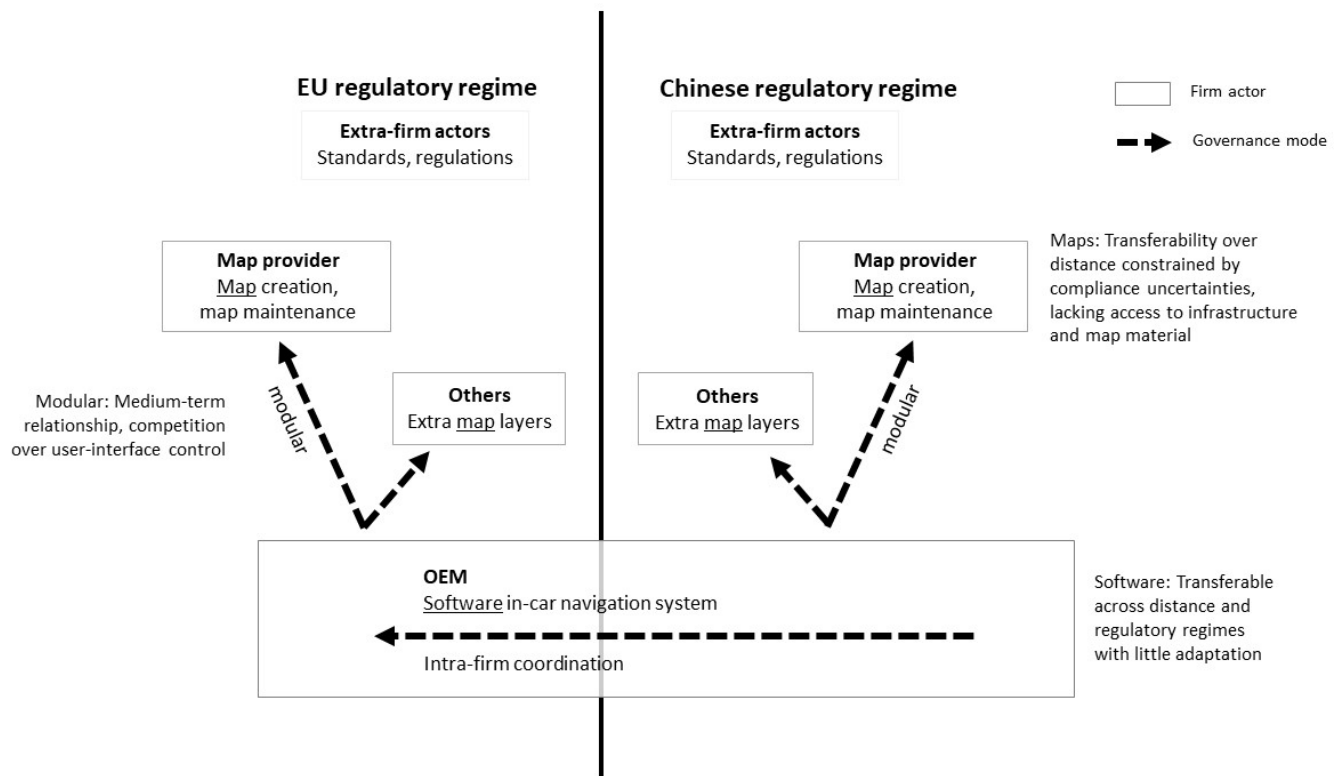 EU regulatory regime
Extra-firm actors
Standards, regulations
Chinese regulatory regime
Extra-firm actors
Standards, regulations
Firm actor
Governance mode
Map provider
Map creation,
map maintenance
Others
Extra map layers
modular
Modular: Medium-term
relationship, competition
over user-interface control
Map provider
Map creation,
map maintenance
Others
Extra map layers
modular
Maps: Transferability over
distance constrained by
compliance uncertainties,
lacking access to infrastructure
and map material
OEM
Software in-car navigation system
Intra-firm coordination
Software: Transferable
across distance and
regulatory regimes
with little adaptation